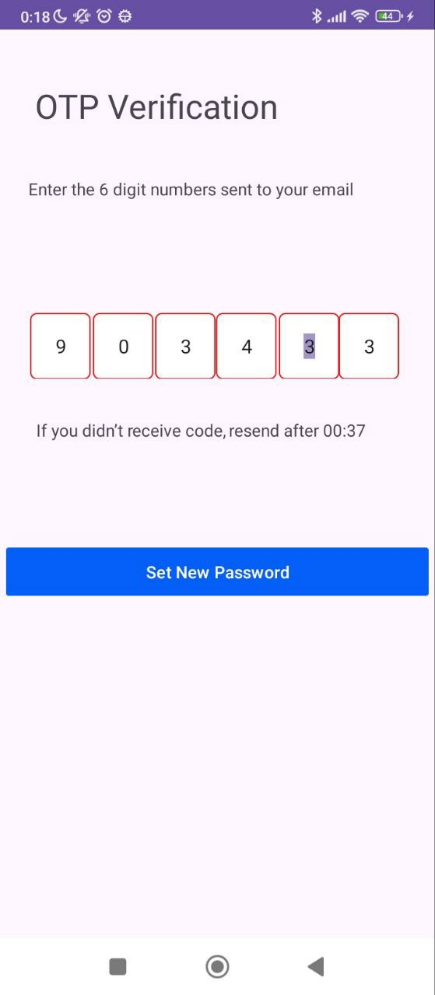 0:18 44
OTP Verification
Enter the 6 digit numbers sent to your email
9 0 3 4 3 3
If you didn't receive code, resend after 00:37
Set New Password